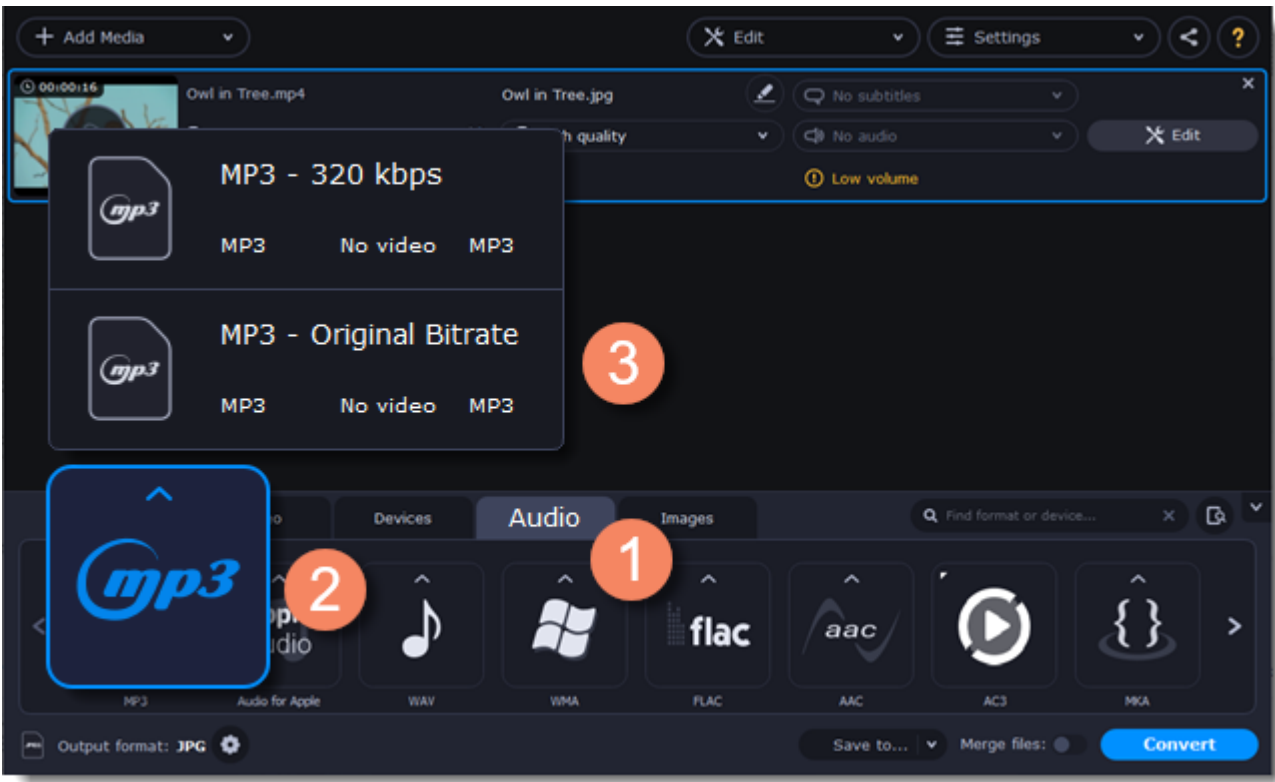 Add Media
Edit
Settings
?
00:00:16
Owl in Tree.mp4
Owl in Tree.jpg
No subtitles
h quality
No audio
Edit
Low volume
MP3 - 320 kbps
mp3
MP3 No video MP3
MP3 - Original Bitrate
mp3
MP3 No video MP3
3
Devices
Audio
Images
Find format or device...
1
mp3
2
flac
aac
MP3
Audio for Apple
WAV
WMA
FLAC
AAC
AC3
MKA
Output format: JPG
Save to...
Merge files:
Convert